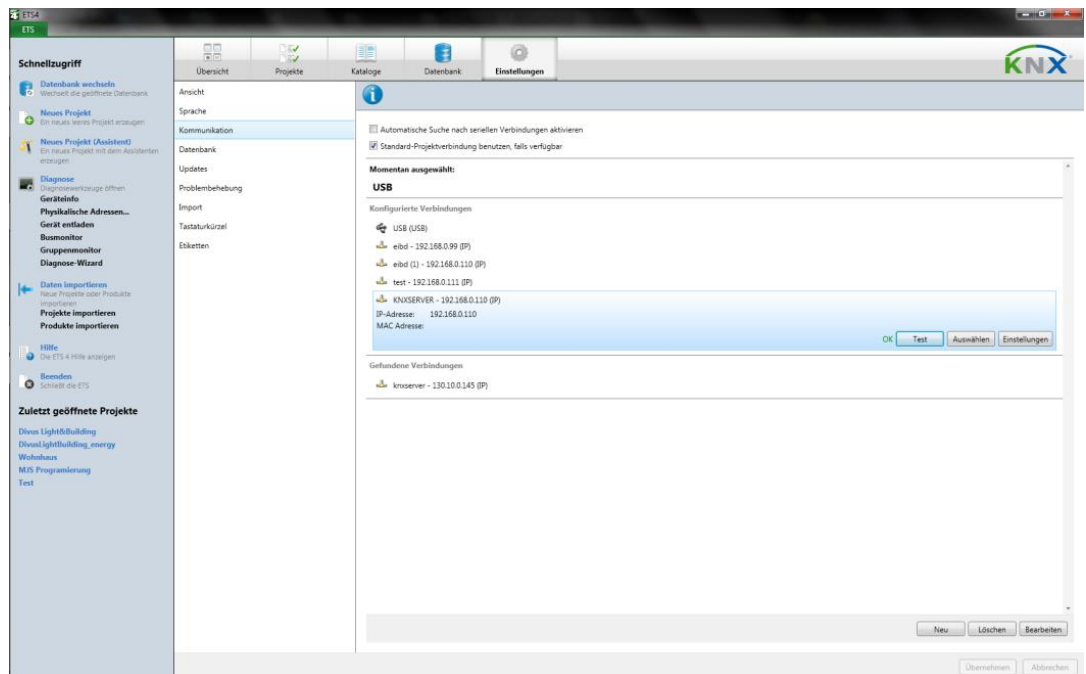 ETS4
ETS
Schnellzugriff
Datenbank wechseln
Wechselt die geöffnete Datenbank
Neues Projekt
Ein neues leeres Projekt erzeugen
Neues Projekt (Assistent)
Ein neues Projekt mit dem Assistenten
erzeugen
Diagnose
Diagnosewerkzeuge öffnen
Geräteinfo
Physikalische Adressen...
Gerät entladen
Busmonitor
Gruppenmonitor
Diagnose-Wizard
Daten importieren
Neue Projekte oder Produkte
importieren
Projekte importieren
Produkte importieren
Hilfe
Die ETS 4 Hilfe anzeigen
Beenden
Schließt die ETS
Zuletzt geöffnete Projekte
Divus Light&Building
DivusLightBuilding_energy
Wohnhaus
MJS Programierung
Test
Übersicht
Projekte
Kataloge
Datenbank
Einstellungen
KNX
Ansicht
Sprache
Kommunikation
Datenbank
Updates
Problembehebung
Import
Tastaturkürzel
Etiketten
Automatische Suche nach seriellen Verbindungen aktivieren
Standard-Projektverbindung benutzen, falls verfügbar
Momentan ausgewählt:
USB
Konfigurierte Verbindungen
USB (USB)
eibd - 192.168.0.99 (IP)
eibd (1) - 192.168.0.110 (IP)
test - 192.168.0.111 (IP)
KNXSERVER - 192.168.0.110 (IP)
IP-Adresse: 192.168.0.110
MAC Adresse:
OK Test Auswählen Einstellungen
Gefundene Verbindungen
knxserver - 130.10.0.145 (IP)
Neu Löschen Bearbeiten
Übernehmen Abbrechen